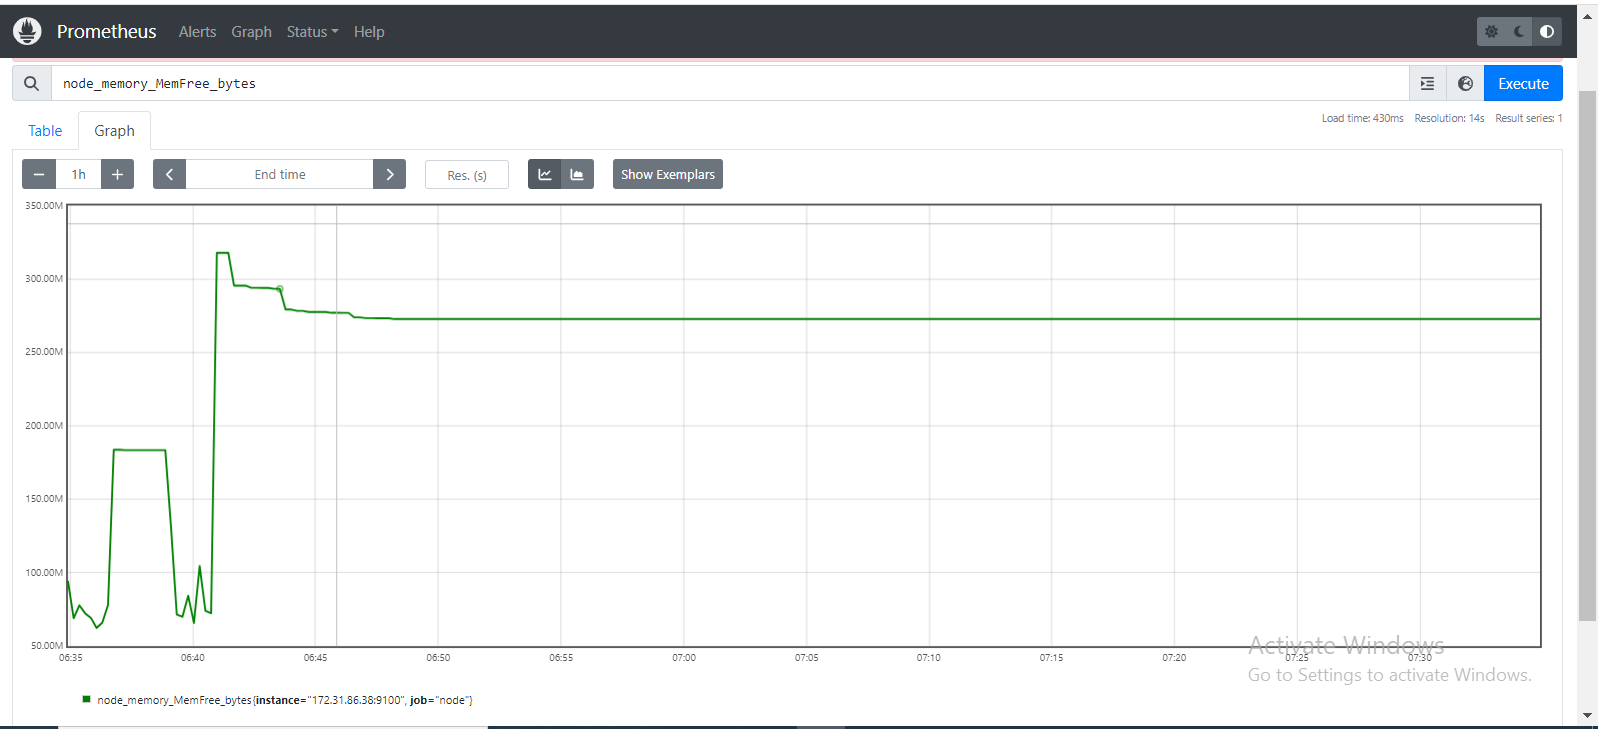 Prometheus Alerts Graph Status Help
node_memory_MemFree_bytes Execute
Load time: 430ms Resolution: 14s Result series: 1
Table Graph
− 1h + End time Res. (s) Show Exemplars
350.00M
300.00M
250.00M
200.00M
150.00M
100.00M
50.00M
06:35 06:40 06:45 06:50 06:55 07:00 07:05 07:10 07:15 07:20 07:25 07:30
Activate Windows
Go to Settings to activate Windows.
node_memory_MemFree_bytes{instance="172.31.86.38:9100", job="node"}